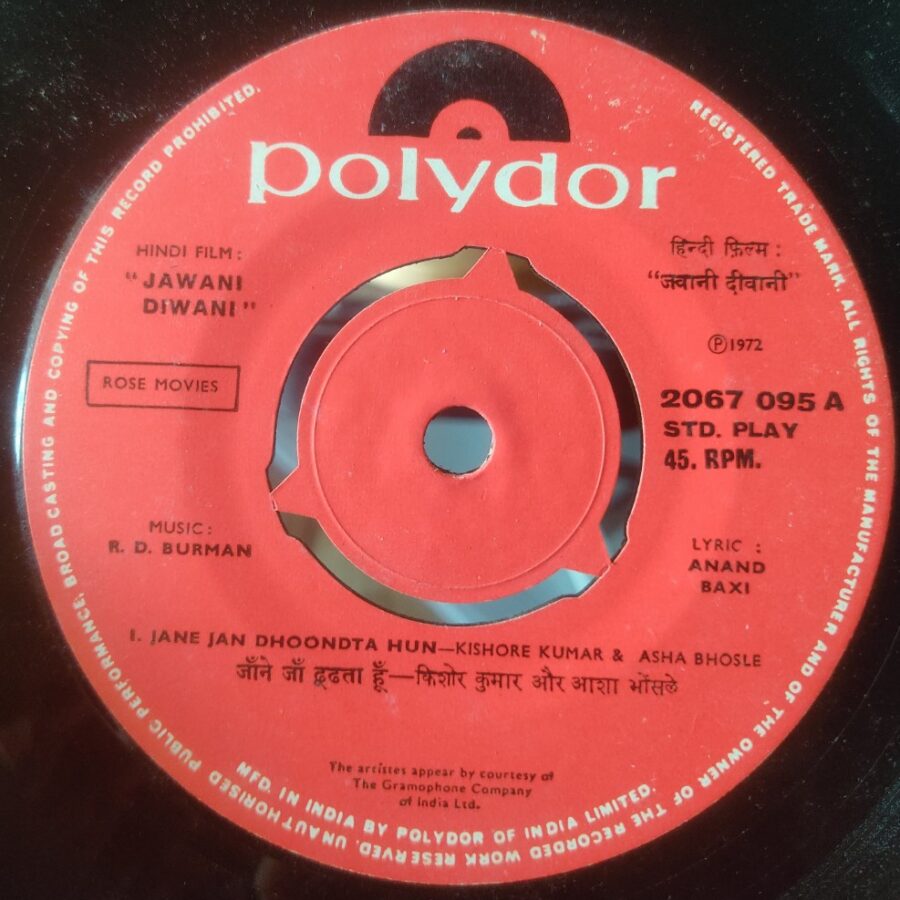 polydor
HINDI FILM :
"JAWANI
DIWANI"
हिन्दी फ़िल्म :
"जवानी दीवानी"
ROSE MOVIES
Ⓟ1972
2067 095 A
STD. PLAY
45. RPM.
MUSIC :
R. D. BURMAN
LYRIC :
ANAND
BAXI
1. JANE JAN DHOONDTA HUN—KISHORE KUMAR & ASHA BHOSLE
जाँने जाँ ढूढता हूँ—किशोर कुमार और आशा भोंसले
The artistes appear by courtesy of
The Gramophone Company
of India Ltd.
MFD. IN INDIA BY POLYDOR OF INDIA LIMITED.
REGISTERED TRADE MARK. ALL RIGHTS OF THE MANUFACTURER AND OF THE OWNER OF THE RECORDED WORK RESERVED. UNAUTHORISED PUBLIC PERFORMANCE, BROAD CASTING AND COPYING OF THIS RECORD PROHIBITED.